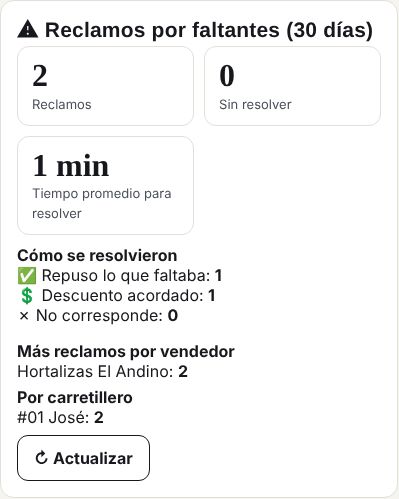 ⚠ Reclamos por faltantes (30 días)
2
Reclamos
0
Sin resolver
1 min
Tiempo promedio para
resolver
Cómo se resolvieron
✅ Repuso lo que faltaba: 1
💲 Descuento acordado: 1
× No corresponde: 0
Más reclamos por vendedor
Hortalizas El Andino: 2
Por carretillero
#01 José: 2
↻ Actualizar